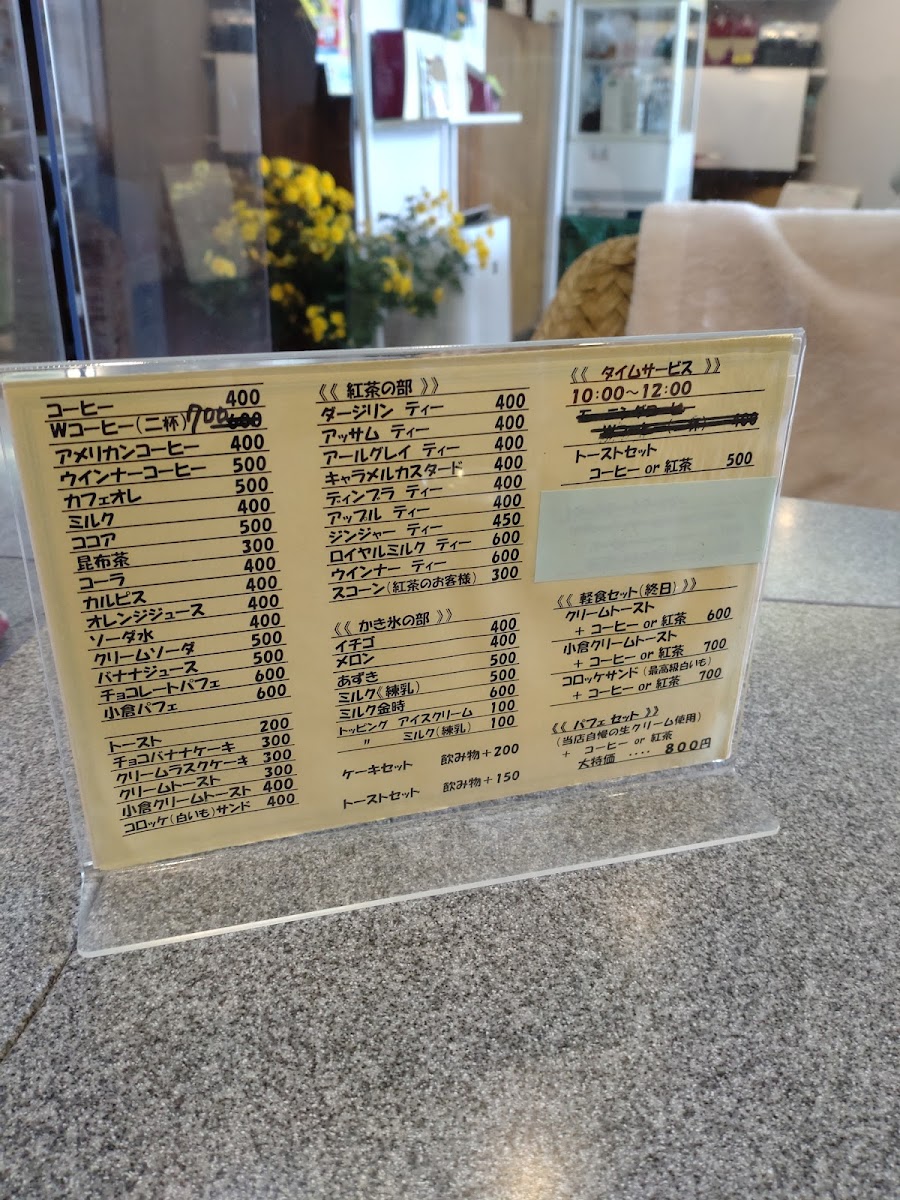 コーヒー 400
Wコーヒー(二杯) 700 600
アメリカンコーヒー 400
ウインナーコーヒー 500
カフェオレ 500
ミルク 400
ココア 500
昆布茶 300
コーラ 400
カルピス 400
オレンジジュース 400
ソーダ水 400
クリームソーダ 500
バナナジュース 500
チョコレートパフェ 600
小倉パフェ 600
トースト 200
チョコバナナケーキ 300
クリームラスクケーキ 300
クリームトースト 300
小倉クリームトースト 400
コロッケ(白いも)サンド 400
《《 紅茶の部 》》
ダージリン ティー 400
アッサム ティー 400
アールグレイ ティー 400
キャラメルカスタード 400
ディンブラ ティー 400
アップル ティー 400
ジンジャー ティー 450
ロイヤルミルク ティー 600
ウインナー ティー 600
スコーン(紅茶のお客様) 300
《《 かき氷の部 》》
イチゴ 400
メロン 400
あずき 500
ミルク(練乳) 500
ミルク金時 600
トッピング アイスクリーム 100
〃 ミルク(練乳) 100
ケーキセット 飲み物+200
トーストセット 飲み物+150
《《 タイムサービス 》》
10:00~12:00
モーニングコーヒー
Wコーヒー(二杯) 400
トーストセット
コーヒー or 紅茶 500
《《 軽食セット(終日) 》》
クリームトースト
+ コーヒー or 紅茶 600
小倉クリームトースト
+ コーヒー or 紅茶 700
コロッケサンド(最高級白いも)
+ コーヒー or 紅茶 700
《《 パフェ セット 》》
(当店自慢の生クリーム使用)
+ コーヒー or 紅茶
大特価 .... 800円